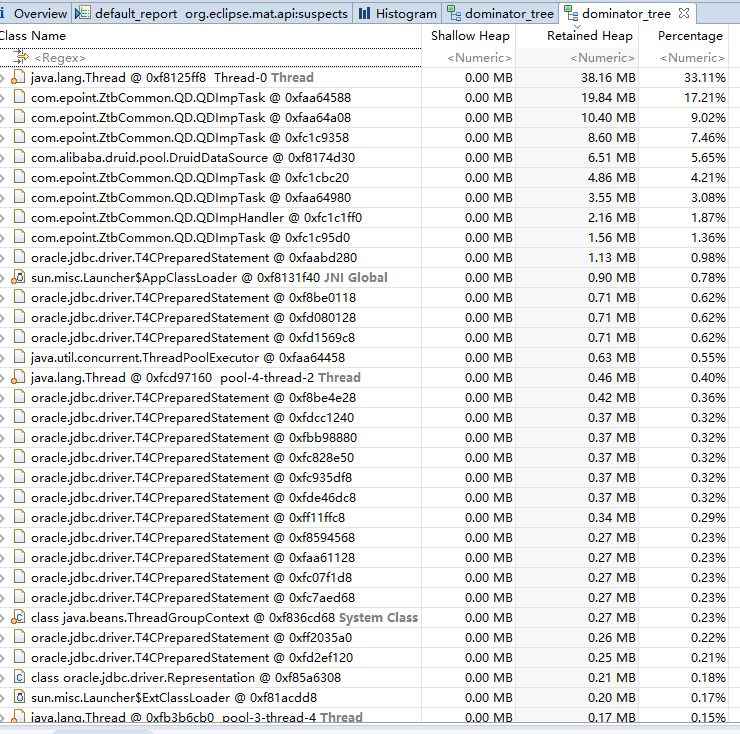 Overview default_report org.eclipse.mat.api:suspects Histogram dominator_tree dominator_tree
Class Name Shallow Heap Retained Heap Percentage
<Regex> <Numeric> <Numeric> <Numeric>
java.lang.Thread @ 0xf8125ff8 Thread-0 Thread 0.00 MB 38.16 MB 33.11%
com.epoint.ZtbCommon.QD.QDImpTask @ 0xfaa64588 0.00 MB 19.84 MB 17.21%
com.epoint.ZtbCommon.QD.QDImpTask @ 0xfaa64a08 0.00 MB 10.40 MB 9.02%
com.epoint.ZtbCommon.QD.QDImpTask @ 0xfc1c9358 0.00 MB 8.60 MB 7.46%
com.alibaba.druid.pool.DruidDataSource @ 0xf8174d30 0.00 MB 6.51 MB 5.65%
com.epoint.ZtbCommon.QD.QDImpTask @ 0xfc1cbc20 0.00 MB 4.86 MB 4.21%
com.epoint.ZtbCommon.QD.QDImpTask @ 0xfaa64980 0.00 MB 3.55 MB 3.08%
com.epoint.ZtbCommon.QD.QDImpHandler @ 0xfc1c1ff0 0.00 MB 2.16 MB 1.87%
com.epoint.ZtbCommon.QD.QDImpTask @ 0xfc1c95d0 0.00 MB 1.56 MB 1.36%
oracle.jdbc.driver.T4CPreparedStatement @ 0xfaabd280 0.00 MB 1.13 MB 0.98%
sun.misc.Launcher$AppClassLoader @ 0xf8131f40 JNI Global 0.00 MB 0.90 MB 0.78%
oracle.jdbc.driver.T4CPreparedStatement @ 0xf8be0118 0.00 MB 0.71 MB 0.62%
oracle.jdbc.driver.T4CPreparedStatement @ 0xfd080128 0.00 MB 0.71 MB 0.62%
oracle.jdbc.driver.T4CPreparedStatement @ 0xfd1569c8 0.00 MB 0.71 MB 0.62%
java.util.concurrent.ThreadPoolExecutor @ 0xfaa64458 0.00 MB 0.63 MB 0.55%
java.lang.Thread @ 0xfcd97160 pool-4-thread-2 Thread 0.00 MB 0.46 MB 0.40%
oracle.jdbc.driver.T4CPreparedStatement @ 0xf8be4e28 0.00 MB 0.42 MB 0.36%
oracle.jdbc.driver.T4CPreparedStatement @ 0xfdcc1240 0.00 MB 0.37 MB 0.32%
oracle.jdbc.driver.T4CPreparedStatement @ 0xfbb98880 0.00 MB 0.37 MB 0.32%
oracle.jdbc.driver.T4CPreparedStatement @ 0xfc828e50 0.00 MB 0.37 MB 0.32%
oracle.jdbc.driver.T4CPreparedStatement @ 0xfc935df8 0.00 MB 0.37 MB 0.32%
oracle.jdbc.driver.T4CPreparedStatement @ 0xfde46dc8 0.00 MB 0.37 MB 0.32%
oracle.jdbc.driver.T4CPreparedStatement @ 0xff11ffc8 0.00 MB 0.34 MB 0.29%
oracle.jdbc.driver.T4CPreparedStatement @ 0xf8594568 0.00 MB 0.27 MB 0.23%
oracle.jdbc.driver.T4CPreparedStatement @ 0xfaa61128 0.00 MB 0.27 MB 0.23%
oracle.jdbc.driver.T4CPreparedStatement @ 0xfc07f1d8 0.00 MB 0.27 MB 0.23%
oracle.jdbc.driver.T4CPreparedStatement @ 0xfc7aed68 0.00 MB 0.27 MB 0.23%
class java.beans.ThreadGroupContext @ 0xf836cd68 System Class 0.00 MB 0.27 MB 0.23%
oracle.jdbc.driver.T4CPreparedStatement @ 0xff2035a0 0.00 MB 0.26 MB 0.22%
oracle.jdbc.driver.T4CPreparedStatement @ 0xfd2ef120 0.00 MB 0.25 MB 0.21%
class oracle.jdbc.driver.Representation @ 0xf85a6308 0.00 MB 0.21 MB 0.18%
sun.misc.Launcher$ExtClassLoader @ 0xf81acdd8 0.00 MB 0.20 MB 0.17%
java.lang.Thread @ 0xfb3b6cb0 pool-3-thread-4 Thread 0.00 MB 0.17 MB 0.15%